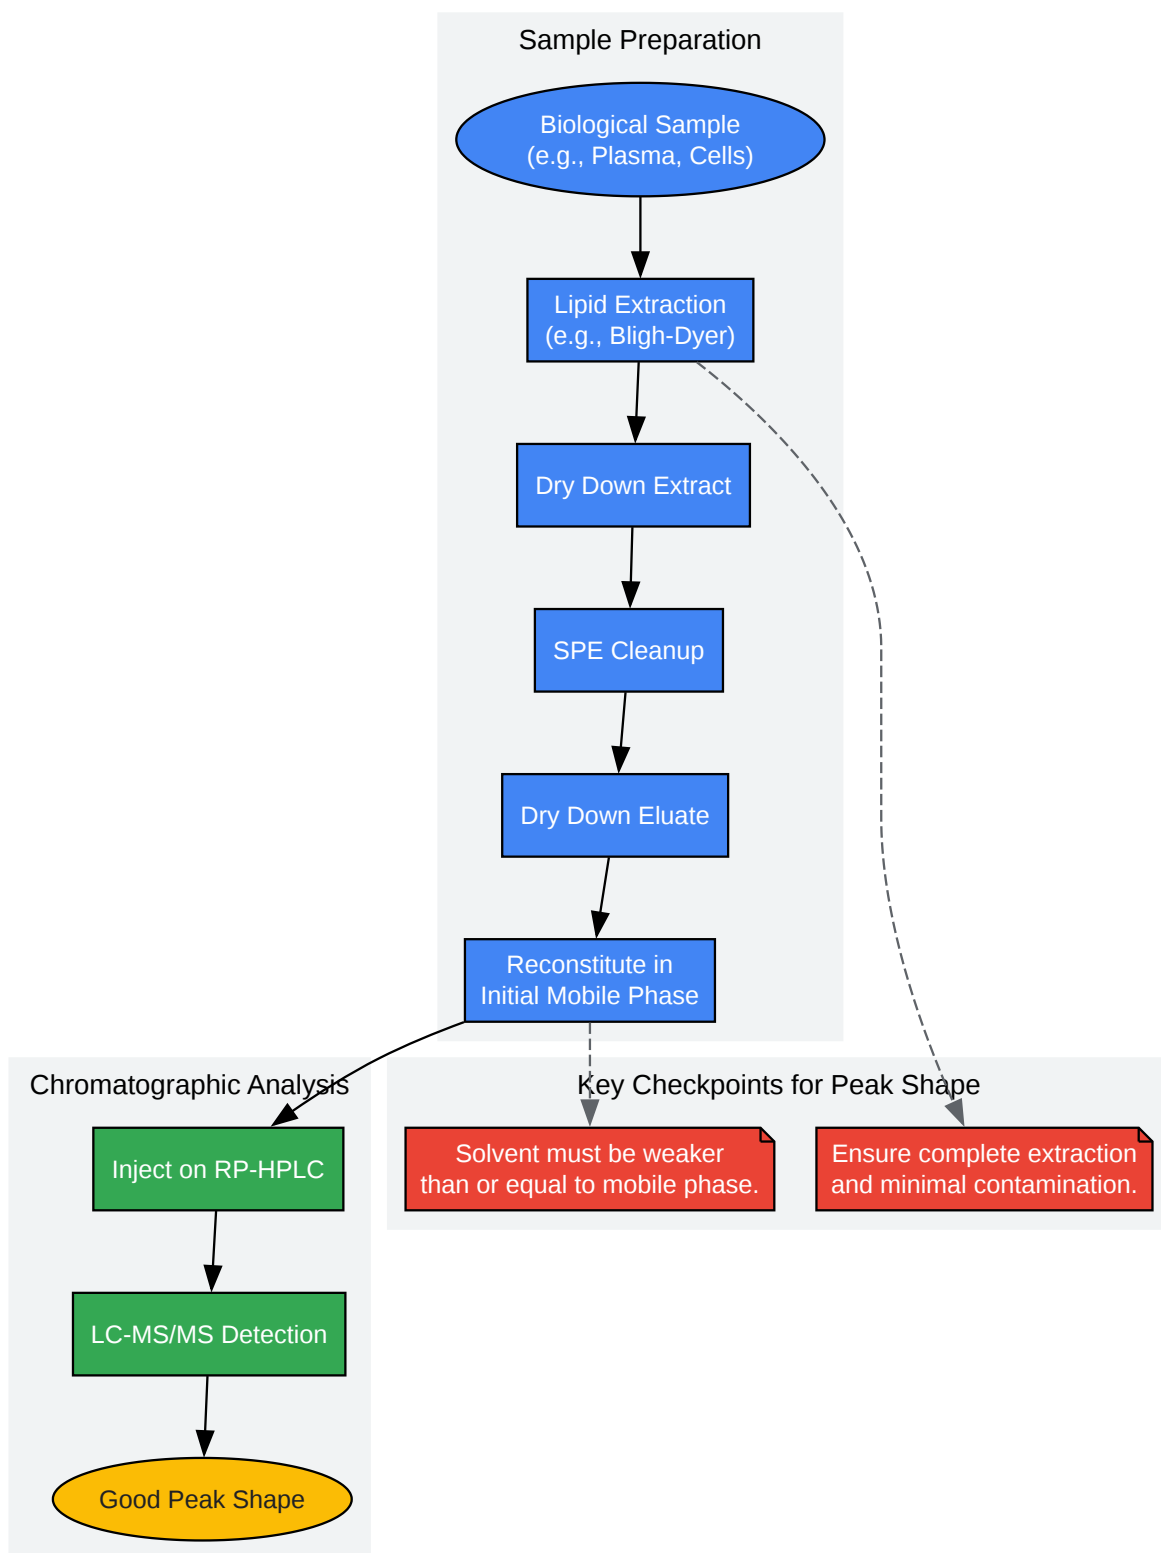 Sample Preparation
Biological Sample
(e.g., Plasma, Cells)
Lipid Extraction
(e.g., Bligh-Dyer)
Dry Down Extract
SPE Cleanup
Dry Down Eluate
Reconstitute in
Initial Mobile Phase
Chromatographic Analysis
Inject on RP-HPLC
LC-MS/MS Detection
Good Peak Shape
Key Checkpoints for Peak Shape
Solvent must be weaker
than or equal to mobile phase.
Ensure complete extraction
and minimal contamination.